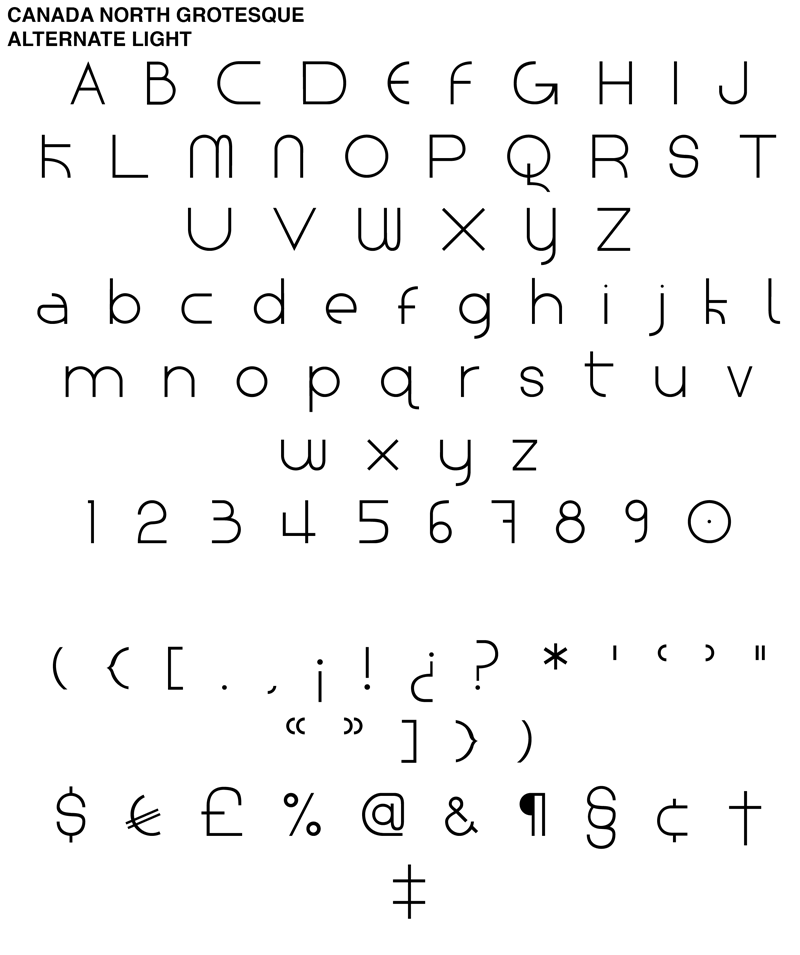 CANADA NORTH GROTESQUE
ALTERNATE LIGHT
A B C D E F G H I J
K L M N O P Q R S T
U V W X Y Z
a b c d e f g h i j k l
m n o p q r s t u v
w x y z
1 2 3 4 5 6 7 8 9 0
( { [ . , ¡ ! ¿ ? * ' ‘ ’ "
“ ” ] } )
$ € £ % @ & ¶ § ¢ †
‡